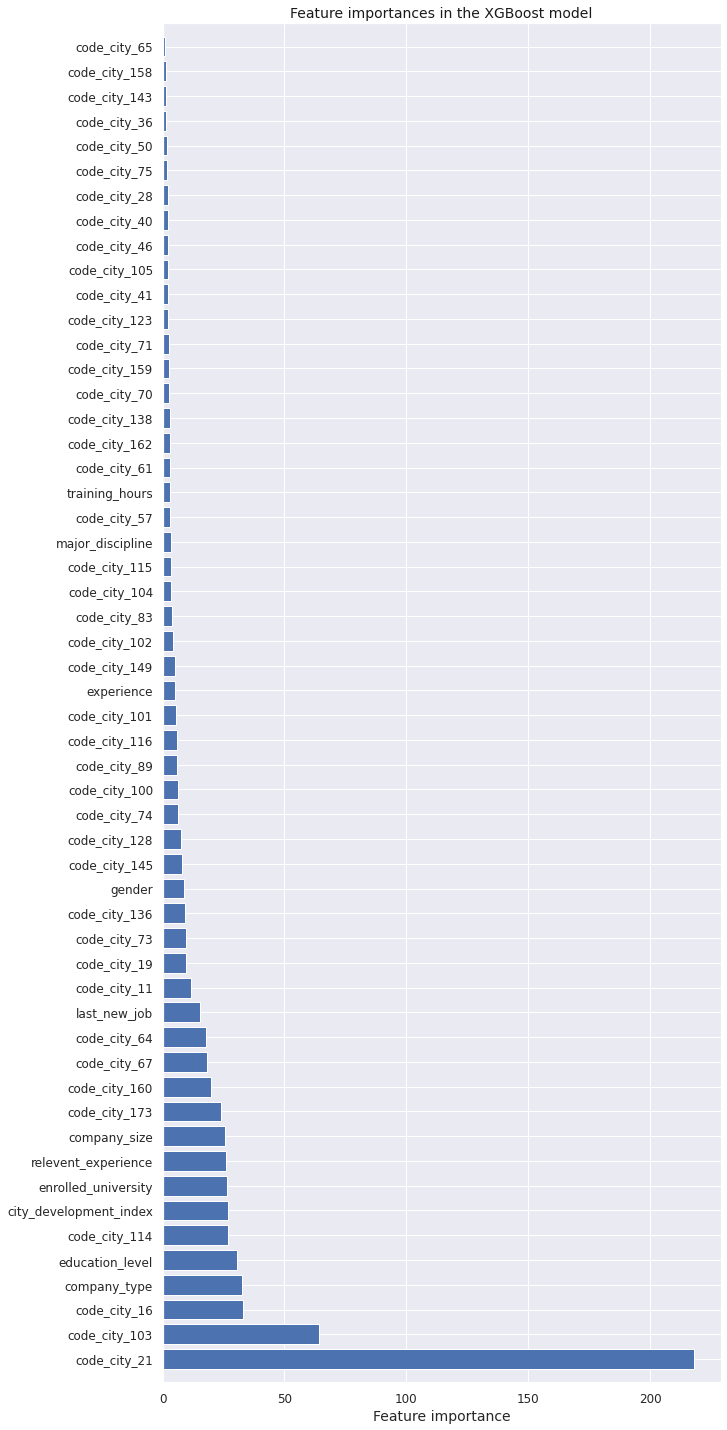 Feature importances in the XGBoost model
code_city_65
code_city_158
code_city_143
code_city_36
code_city_50
code_city_75
code_city_28
code_city_40
code_city_46
code_city_105
code_city_41
code_city_123
code_city_71
code_city_159
code_city_70
code_city_138
code_city_162
code_city_61
training_hours
code_city_57
major_discipline
code_city_115
code_city_104
code_city_83
code_city_102
code_city_149
experience
code_city_101
code_city_116
code_city_89
code_city_100
code_city_74
code_city_128
code_city_145
gender
code_city_136
code_city_73
code_city_19
code_city_11
last_new_job
code_city_64
code_city_67
code_city_160
code_city_173
company_size
relevent_experience
enrolled_university
city_development_index
code_city_114
education_level
company_type
code_city_16
code_city_103
code_city_21
0 50 100 150 200
Feature importance